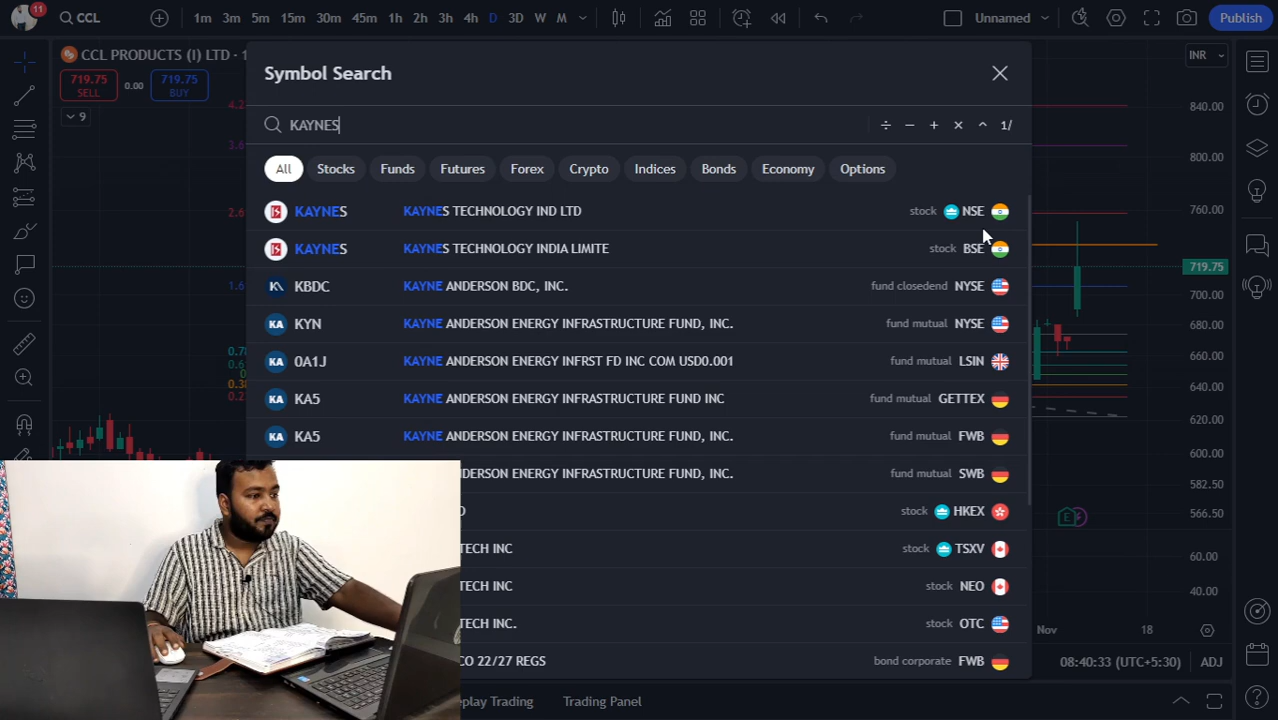 11
CCL
1m 3m 5m 15m 30m 45m 1h 2h 3h 4h D 3D W M
Unnamed
Publish
CCL PRODUCTS (I) LTD · 1
719.75
SELL
0.00
719.75
BUY
9
INR
Symbol Search
KAYNES
1/
All Stocks Funds Futures Forex Crypto Indices Bonds Economy Options
KAYNES KAYNES TECHNOLOGY IND LTD stock NSE
KAYNES KAYNES TECHNOLOGY INDIA LIMITE stock BSE
KBDC KAYNE ANDERSON BDC, INC. fund closedend NYSE
KYN KAYNE ANDERSON ENERGY INFRASTRUCTURE FUND, INC. fund mutual NYSE
0A1J KAYNE ANDERSON ENERGY INFRST FD INC COM USD0.001 fund mutual LSIN
KA5 KAYNE ANDERSON ENERGY INFRASTRUCTURE FUND INC fund mutual GETTEX
KA5 KAYNE ANDERSON ENERGY INFRASTRUCTURE FUND, INC. fund mutual FWB
NDERSON ENERGY INFRASTRUCTURE FUND, INC. fund mutual SWB
stock HKEX
TECH INC stock TSXV
TECH INC stock NEO
TECH INC. stock OTC
CO 22/27 REGS bond corporate FWB
840.00
800.00
760.00
719.75
700.00
680.00
660.00
640.00
620.00
600.00
582.50
566.50
60.00
40.00
Nov 18
08:40:33 (UTC+5:30) ADJ
eplay Trading Trading Panel